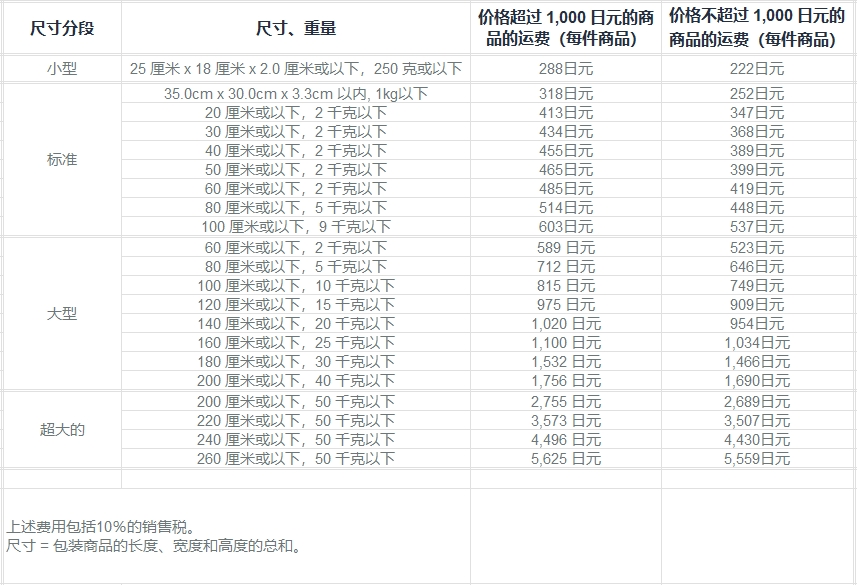 尺寸分段 尺寸、重量 价格超过 1,000 日元的商品的运费（每件商品） 价格不超过 1,000 日元的商品的运费（每件商品）
小型 25 厘米 x 18 厘米 x 2.0 厘米或以下，250 克或以下 288日元 222日元
标准 35.0cm x 30.0cm x 3.3cm 以内, 1kg以下 318日元 252日元
20 厘米或以下，2 千克以下 413日元 347日元
30 厘米或以下，2 千克以下 434日元 368日元
40 厘米或以下，2 千克以下 455日元 389日元
50 厘米或以下，2 千克以下 465日元 399日元
60 厘米或以下，2 千克以下 485日元 419日元
80 厘米或以下，5 千克以下 514日元 448日元
100 厘米或以下，9 千克以下 603日元 537日元
大型 60 厘米或以下，2 千克以下 589 日元 523日元
80 厘米或以下，5 千克以下 712 日元 646日元
100 厘米或以下，10 千克以下 815 日元 749日元
120 厘米或以下，15 千克以下 975 日元 909日元
140 厘米或以下，20 千克以下 1,020 日元 954日元
160 厘米或以下，25 千克以下 1,100 日元 1,034日元
180 厘米或以下，30 千克以下 1,532 日元 1,466日元
200 厘米或以下，40 千克以下 1,756 日元 1,690日元
超大的 200 厘米或以下，50 千克以下 2,755 日元 2,689日元
220 厘米或以下，50 千克以下 3,573 日元 3,507日元
240 厘米或以下，50 千克以下 4,496 日元 4,430日元
260 厘米或以下，50 千克以下 5,625 日元 5,559日元
上述费用包括10%的销售税。
尺寸 = 包装商品的长度、宽度和高度的总和。